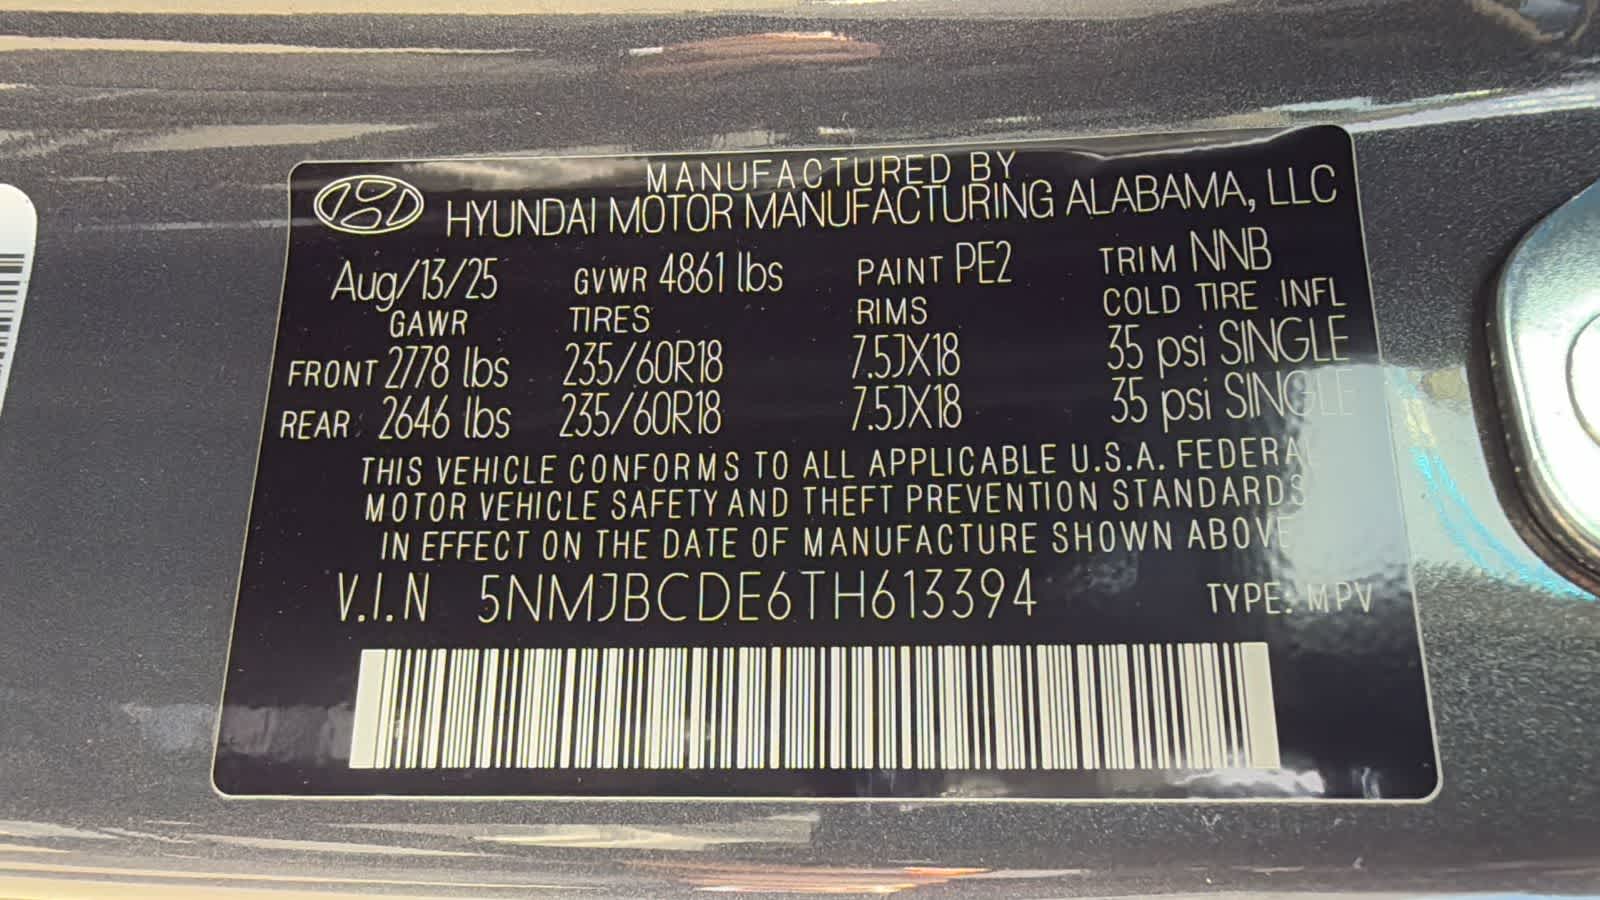 MANUFACTURED BY
HYUNDAI MOTOR MANUFACTURING ALABAMA, LLC
Aug/13/25 GVWR 4861 lbs PAINT PE2 TRIM NNB
GAWR TIRES RIMS COLD TIRE INFL
FRONT 2778 lbs 235/60R18 7.5JX18 35 psi SINGLE
REAR 2646 lbs 235/60R18 7.5JX18 35 psi SINGLE
THIS VEHICLE CONFORMS TO ALL APPLICABLE U.S.A. FEDERAL
MOTOR VEHICLE SAFETY AND THEFT PREVENTION STANDARDS
IN EFFECT ON THE DATE OF MANUFACTURE SHOWN ABOVE
V.I.N 5NMJBCDE6TH613394 TYPE: MPV